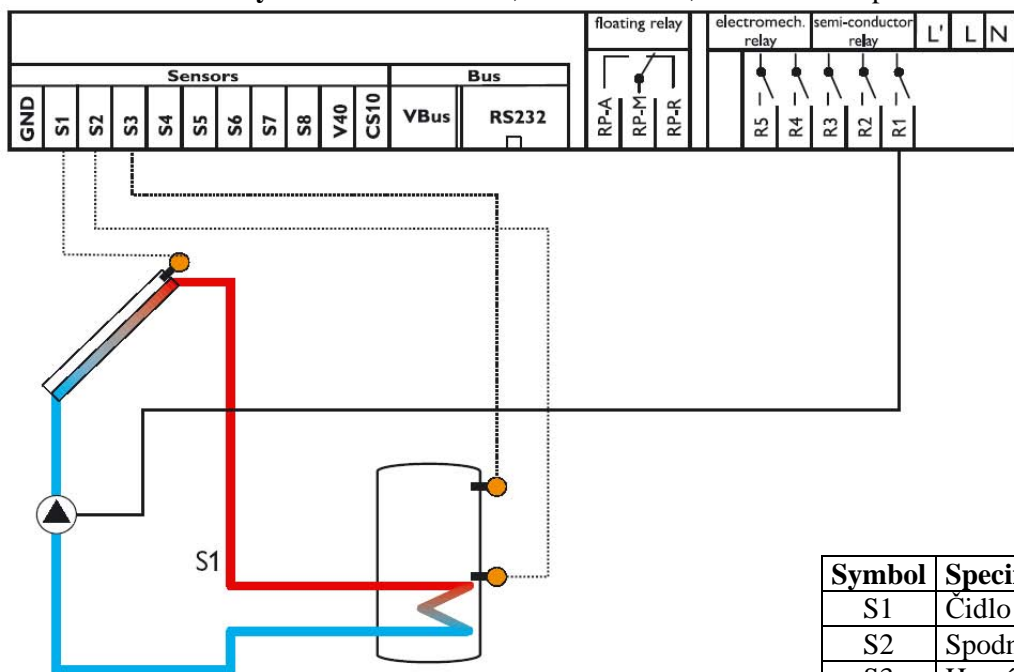 floating relay
electromech. relay
semi-conductor relay
L' L N
Sensors
Bus
GND S1 S2 S3 S4 S5 S6 S7 S8 V40 CS10
VBus RS232
RP-A RP-M RP-R
R5 R4 R3 R2 R1
S1
Symbol
S1 Čidlo
S2
S3